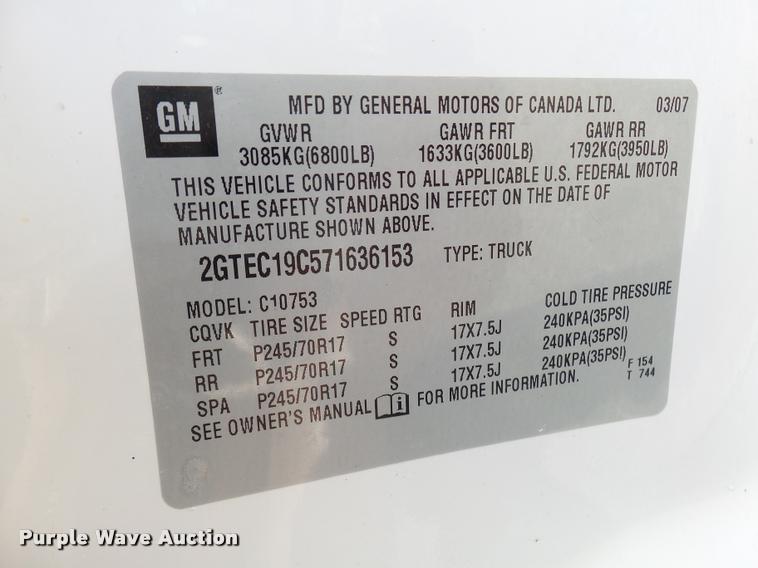 GM ® MFD BY GENERAL MOTORS OF CANADA LTD. 03/07
GVWR GAWR FRT GAWR RR
3085KG(6800LB) 1633KG(3600LB) 1792KG(3950LB)
THIS VEHICLE CONFORMS TO ALL APPLICABLE U.S. FEDERAL MOTOR
VEHICLE SAFETY STANDARDS IN EFFECT ON THE DATE OF
MANUFACTURE SHOWN ABOVE.
2GTEC19C571636153 TYPE: TRUCK
MODEL: C10753
CQVK TIRE SIZE SPEED RTG RIM COLD TIRE PRESSURE
FRT P245/70R17 S 17X7.5J 240KPA(35PSI)
RR P245/70R17 S 17X7.5J 240KPA(35PSI)
SPA P245/70R17 S 17X7.5J 240KPA(35PSI)
SEE OWNER'S MANUAL i FOR MORE INFORMATION.
F 154
T 744
Purple Wave Auction